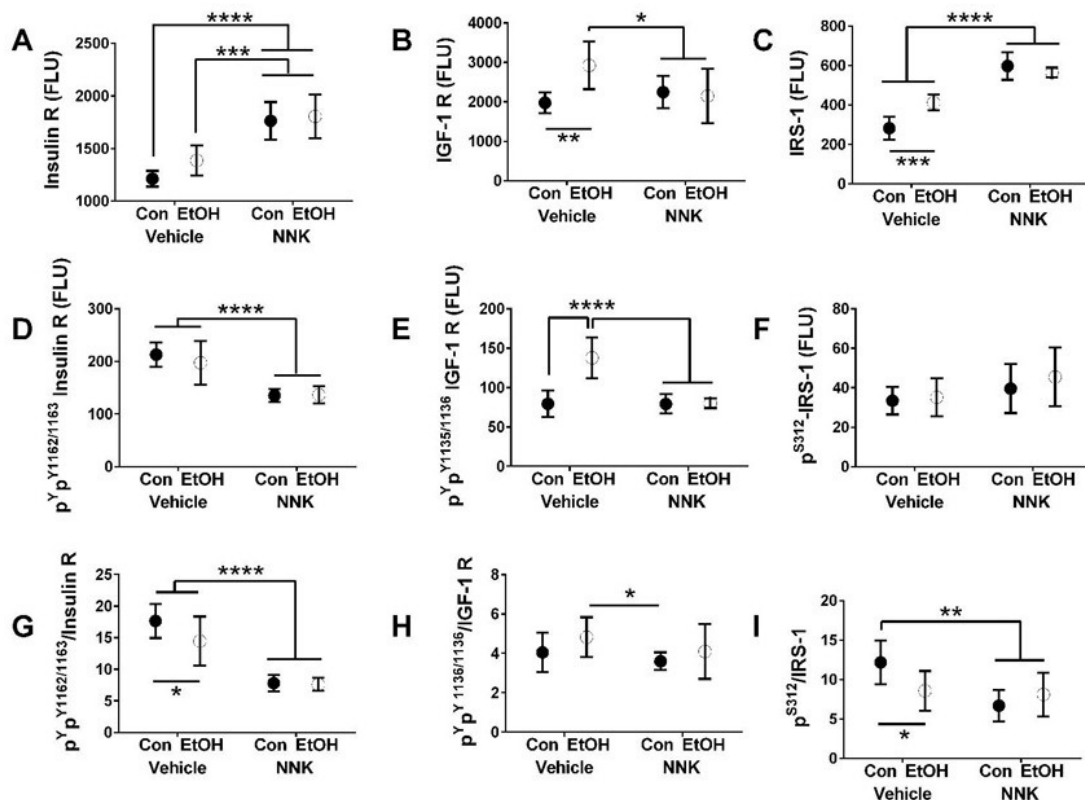 A
Insulin R (FLU)
2500
2000
1500
1000
****
***
Con EtOH Con EtOH
Vehicle NNK
B
IGF-1 R (FLU)
4000
3000
2000
1000
0
*
**
Con EtOH Con EtOH
Vehicle NNK
C
IRS-1 (FLU)
800
600
400
200
0
****
***
Con EtOH Con EtOH
Vehicle NNK
D
pYpY1162/1163 Insulin R (FLU)
300
200
100
0
****
Con EtOH Con EtOH
Vehicle NNK
E
pYpY1135/1136 IGF-1 R (FLU)
200
150
100
50
0
****
Con EtOH Con EtOH
Vehicle NNK
F
pS312-IRS-1 (FLU)
80
60
40
20
0
Con EtOH Con EtOH
Vehicle NNK
G
pYpY1162/1163/Insulin R
25
20
15
10
5
0
****
*
Con EtOH Con EtOH
Vehicle NNK
H
pYpY1136/1136/IGF-1 R
8
6
4
2
0
*
Con EtOH Con EtOH
Vehicle NNK
I
pS312/IRS-1
20
15
10
5
0
**
*
Con EtOH Con EtOH
Vehicle NNK